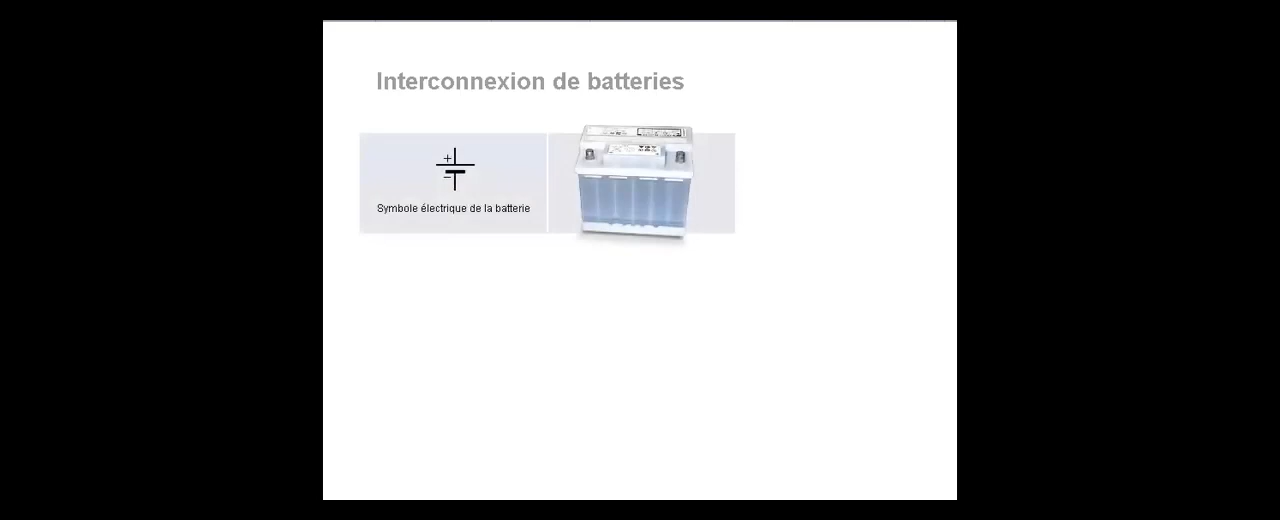 Interconnexion de batteries
+
−
Symbole électrique de la batterie